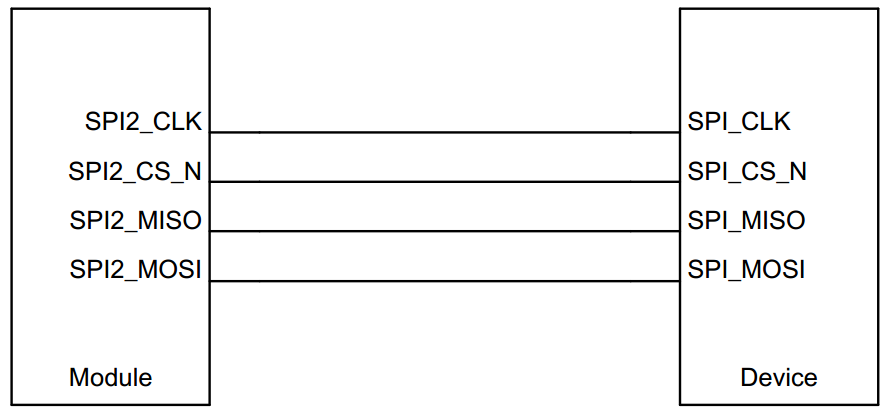 SPI2_CLK SPI_CLK
SPI2_CS_N SPI_CS_N
SPI2_MISO SPI_MISO
SPI2_MOSI SPI_MOSI
Module Device